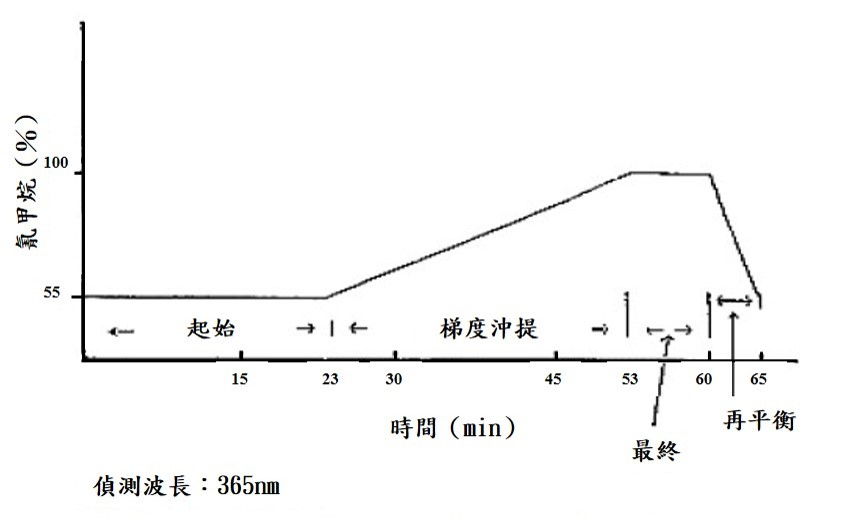 氰甲烷(%)
100
55
起始
梯度沖提
15
23
30
45
53
60
65
時間(min)
最終
再平衡
偵測波長：365nm